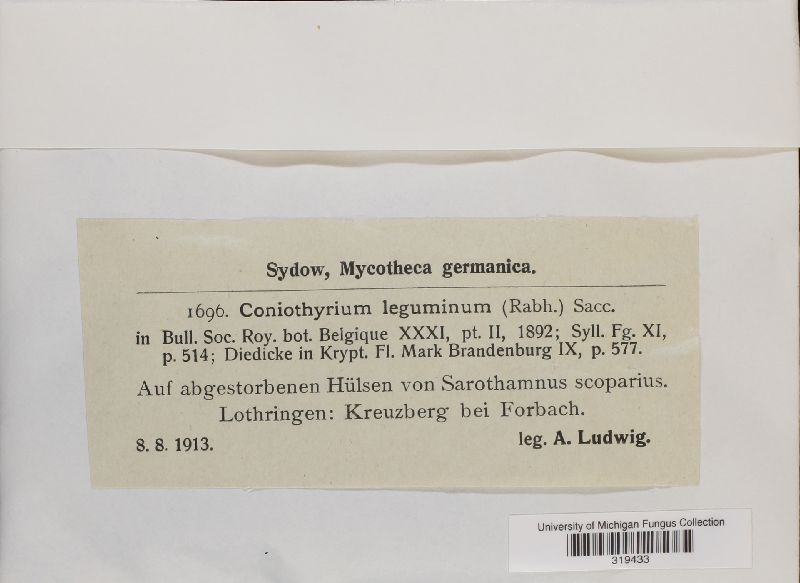 Sydow, Mycotheca germanica.
1696. Coniothyrium leguminum (Rabh.) Sacc.
in Bull. Soc. Roy. bot. Belgique XXXI, pt. II, 1892; Syll. Fg. XI,
p. 514; Diedicke in Krypt. Fl. Mark Brandenburg IX, p. 577.
Auf abgestorbenen Hülsen von Sarothamnus scoparius.
Lothringen: Kreuzberg bei Forbach.
8. 8. 1913. leg. A. Ludwig.
University of Michigan Fungus Collection
319433